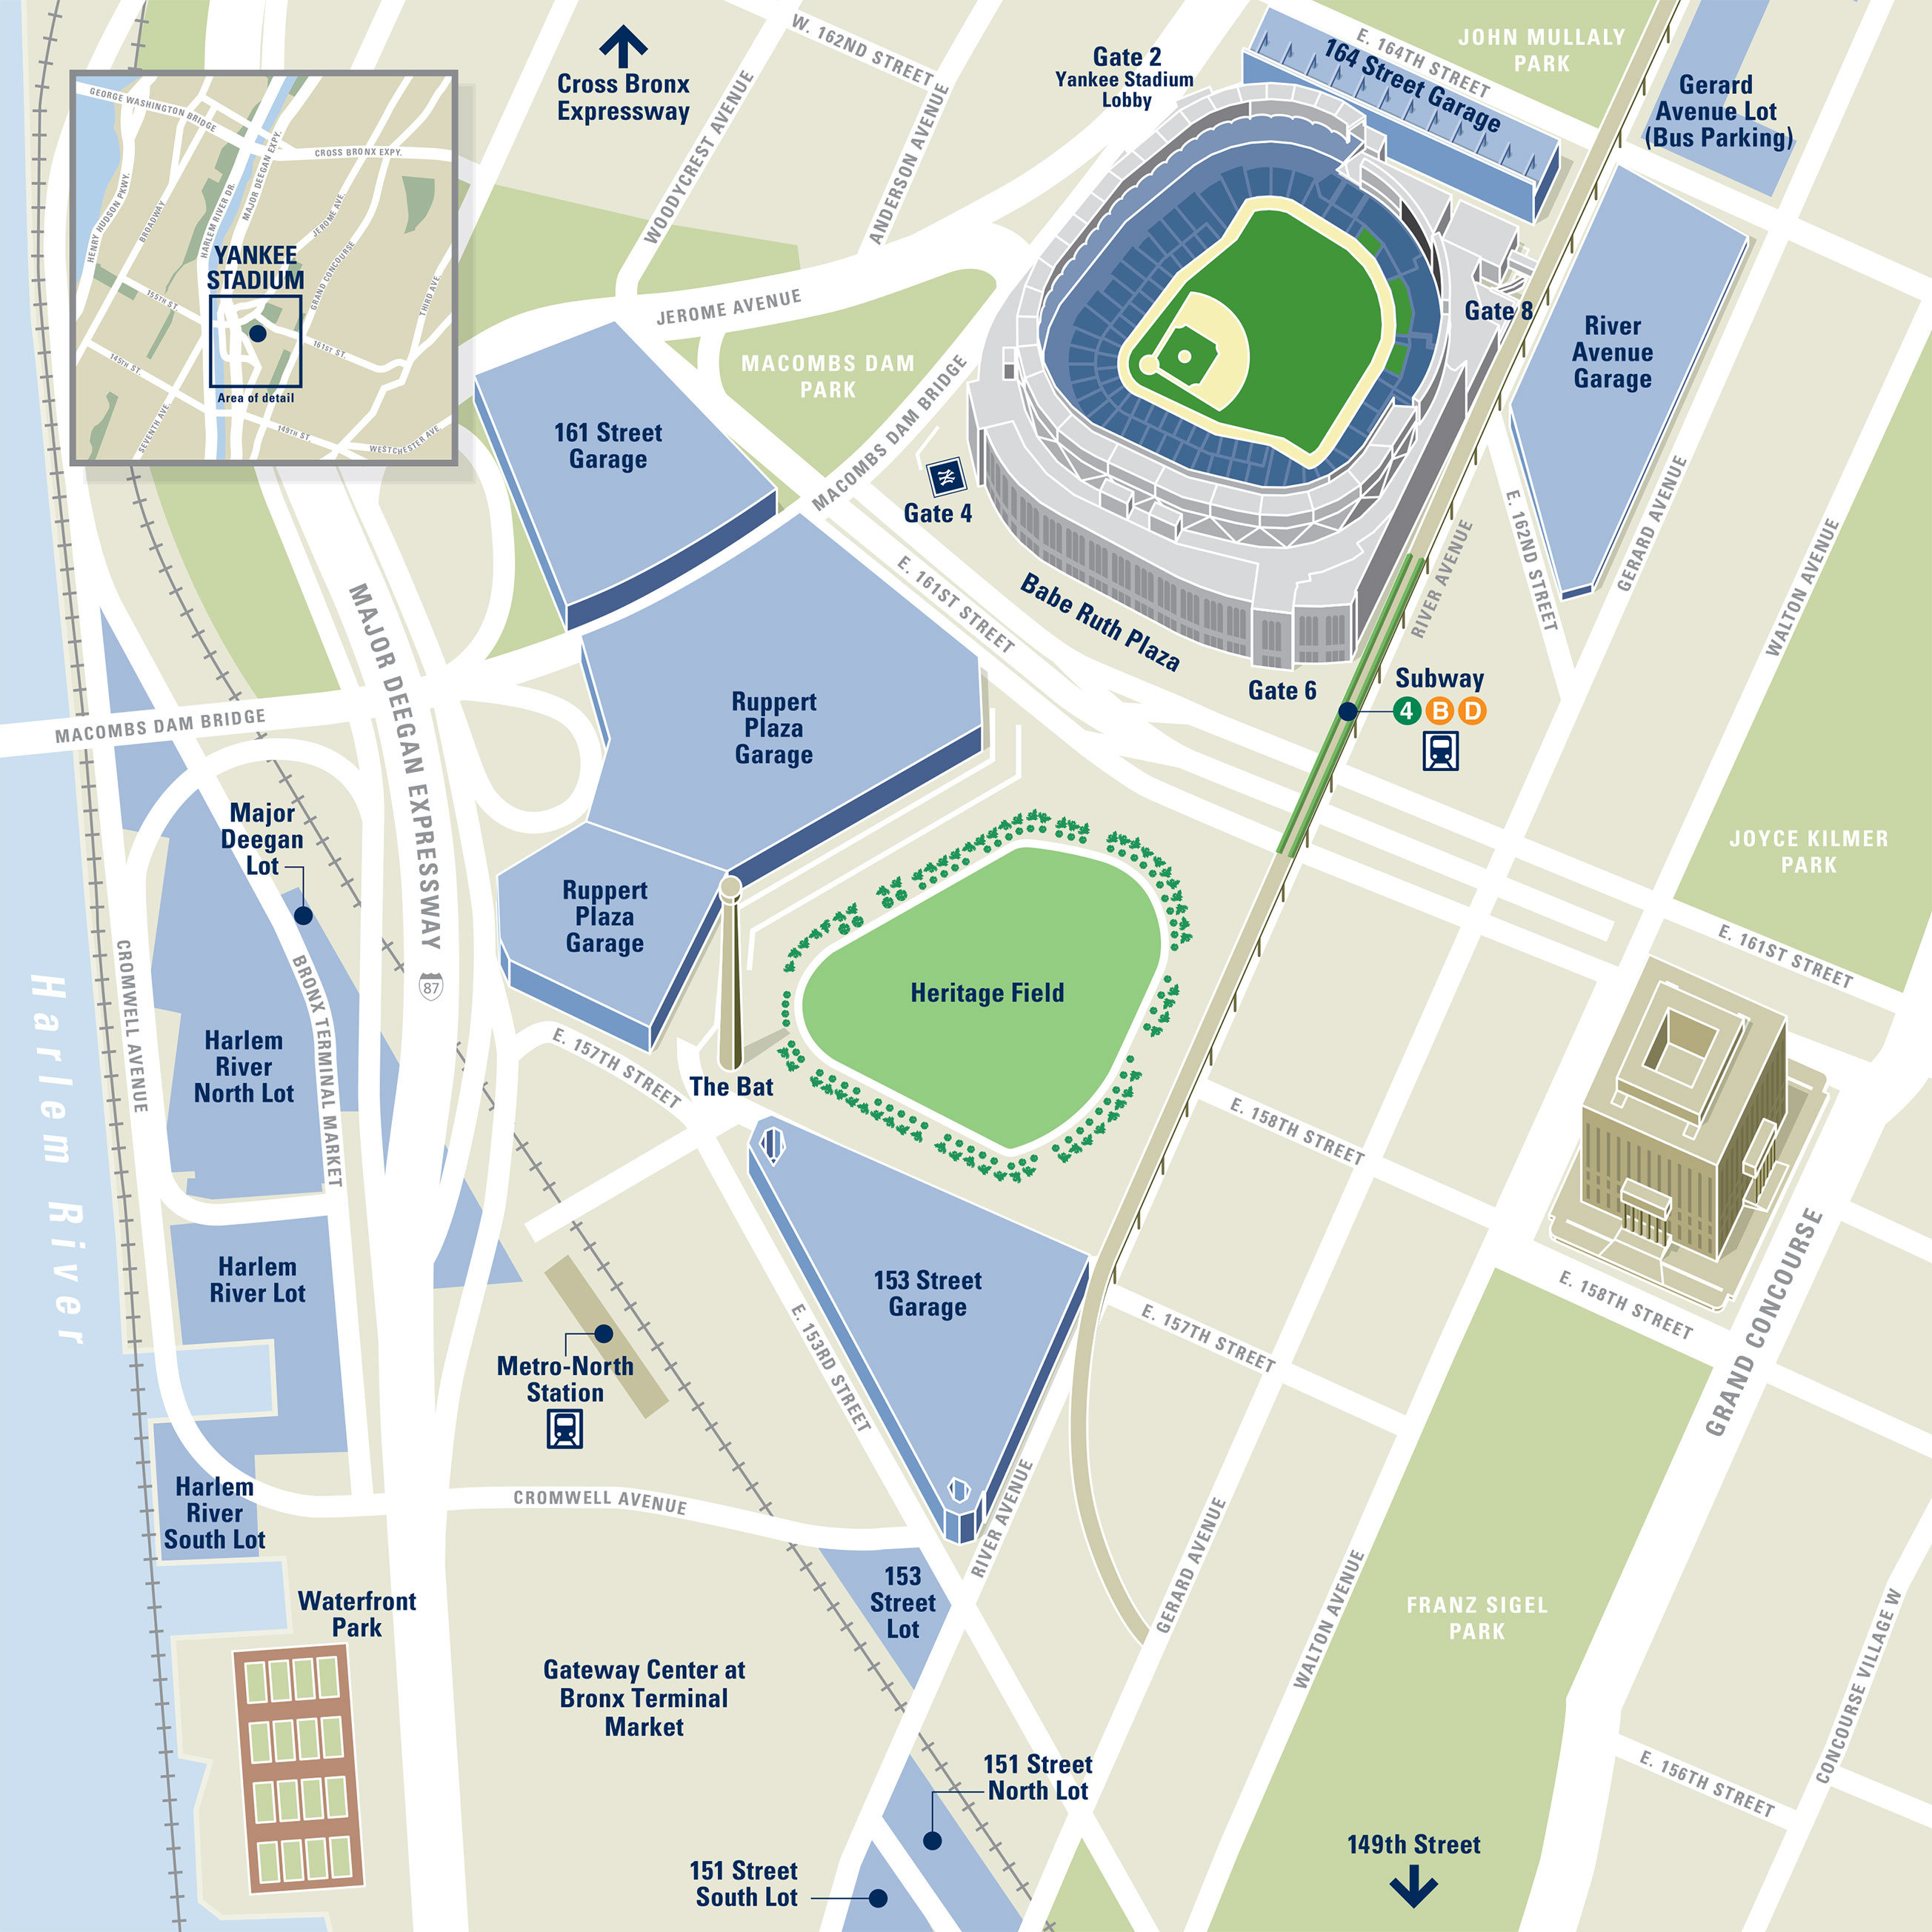 GEORGE WASHINGTON BRIDGE
CROSS BRONX EXPY.
HENRY HUDSON PKWY.
BROADWAY
HARLEM RIVER DR.
MAJOR DEEGAN EXPY.
JEROME AVE.
GRAND CONCOURSE
THIRD AVE.
YANKEE
STADIUM
155TH ST.
145TH ST.
161ST ST.
Area of detail
SEVENTH AVE.
149TH ST.
WESTCHESTER AVE.
Cross Bronx
Expressway
W. 162ND STREET
WOODYCREST AVENUE
ANDERSON AVENUE
Gate 2
Yankee Stadium
Lobby
E. 164TH STREET
164 Street Garage
JOHN MULLALY
PARK
Gerard
Avenue Lot
(Bus Parking)
JEROME AVENUE
MACOMBS DAM
PARK
MACOMBS DAM BRIDGE
Gate 8
River
Avenue
Garage
161 Street
Garage
Gate 4
E. 161ST STREET
Babe Ruth Plaza
Gate 6
RIVER AVENUE
E. 162ND STREET
GERARD AVENUE
WALTON AVENUE
Subway
4 B D
MAJOR DEEGAN EXPRESSWAY
87
MACOMBS DAM BRIDGE
Ruppert
Plaza
Garage
Major
Deegan
Lot
Ruppert
Plaza
Garage
Heritage Field
JOYCE KILMER
PARK
E. 161ST STREET
Harlem River
CROMWELL AVENUE
BRONX TERMINAL MARKET
Harlem
River
North Lot
E. 157TH STREET
The Bat
E. 158TH STREET
Harlem
River Lot
153 Street
Garage
E. 153RD STREET
E. 157TH STREET
E. 158TH STREET
GRAND CONCOURSE
Metro-North
Station
Harlem
River
South Lot
CROMWELL AVENUE
RIVER AVENUE
GERARD AVENUE
WALTON AVENUE
153
Street
Lot
FRANZ SIGEL
PARK
CONCOURSE VILLAGE W
Waterfront
Park
Gateway Center at
Bronx Terminal
Market
151 Street
North Lot
E. 156TH STREET
149th Street
151 Street
South Lot